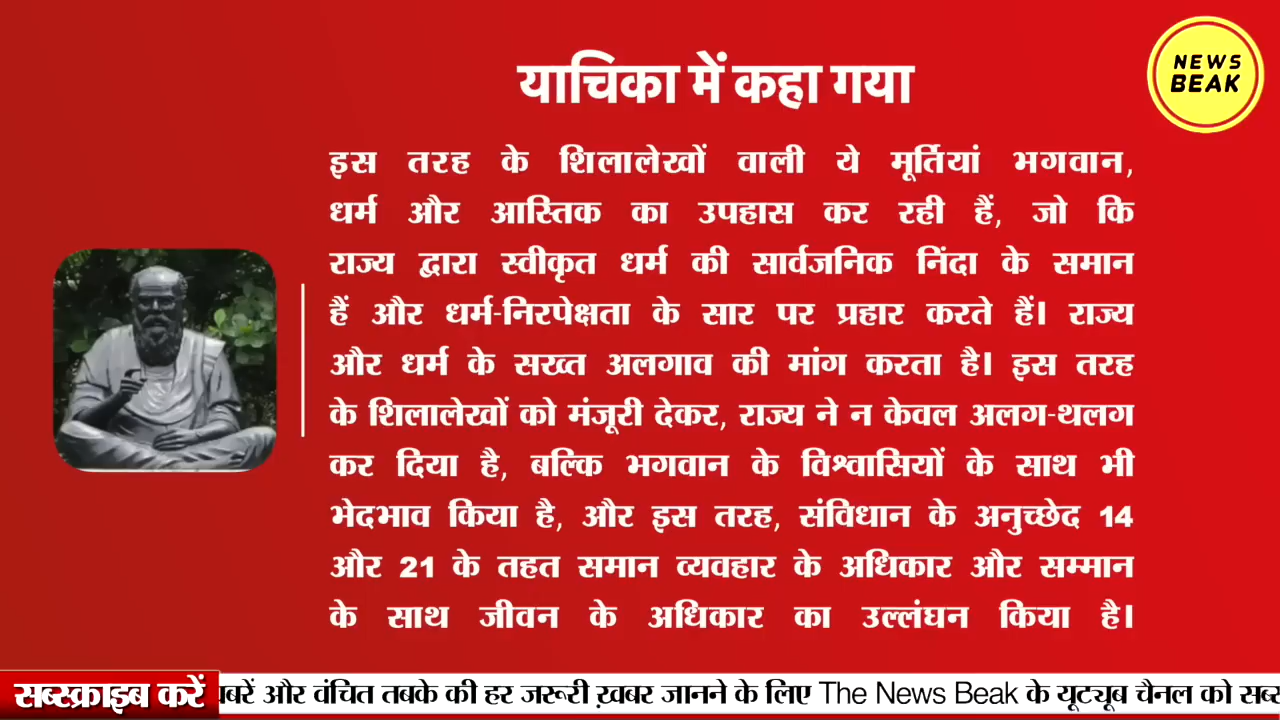 NEWS
BEAK
याचिका में कहा गया
इस तरह के शिलालेखों वाली ये मूर्तियां भगवान,
धर्म और आस्तिक का उपहास कर रही हैं, जो कि
राज्य द्वारा स्वीकृत धर्म की सार्वजनिक निंदा के समान
हैं और धर्म-निरपेक्षता के सार पर प्रहार करते हैं। राज्य
और धर्म के सख्त अलगाव की मांग करता है। इस तरह
के शिलालेखों को मंजूरी देकर, राज्य ने न केवल अलग-थलग
कर दिया है, बल्कि भगवान के विश्वासियों के साथ भी
भेदभाव किया है, और इस तरह, संविधान के अनुच्छेद 14
और 21 के तहत समान व्यवहार के अधिकार और सम्मान
के साथ जीवन के अधिकार का उल्लंघन किया है।
सब्स्क्राइब करें और वंचित तबके की हर जरूरी ख़बर जानने के लिए The News Beak के यूट्यूब चैनल को